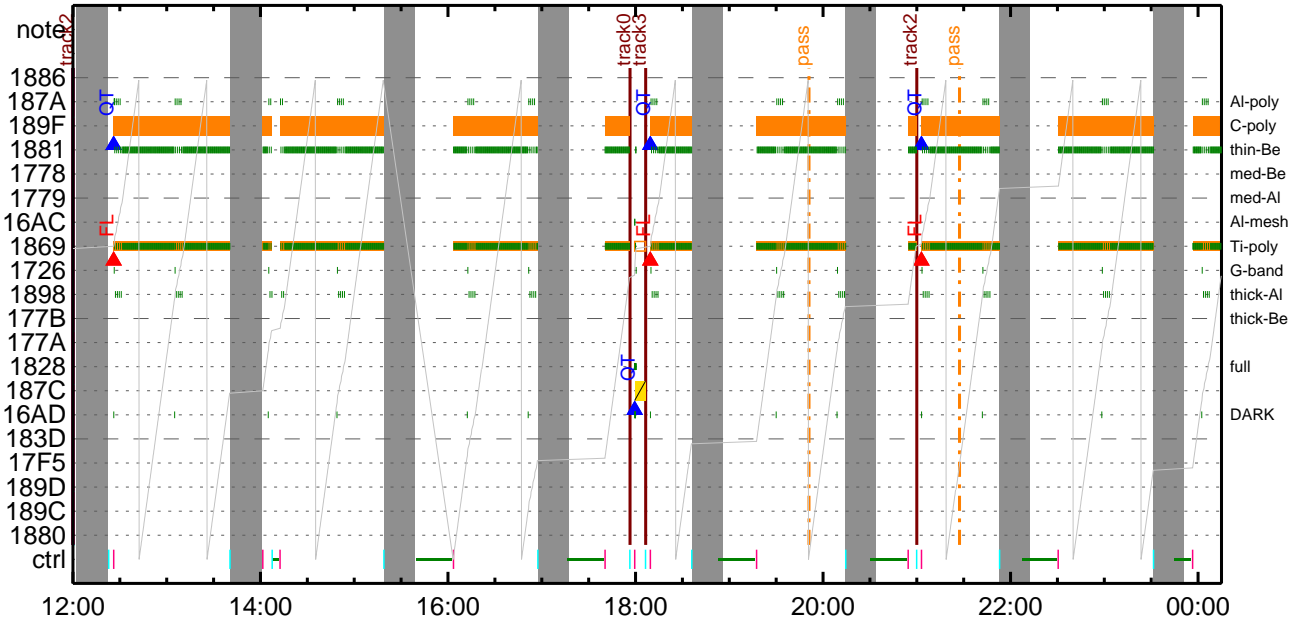 note
track2
track0
track3
pass
track2
pass
1886
187A QT QT QT Al-poly
189F C-poly
1881 thin-Be
1778 med-Be
1779 med-Al
16AC FL FL FL Al-mesh
1869 Ti-poly
1726 G-band
1898 thick-Al
177B thick-Be
177A
1828 QT full
187C
16AD DARK
183D
17F5
189D
189C
1880
ctrl
12:00 14:00 16:00 18:00 20:00 22:00 00:00